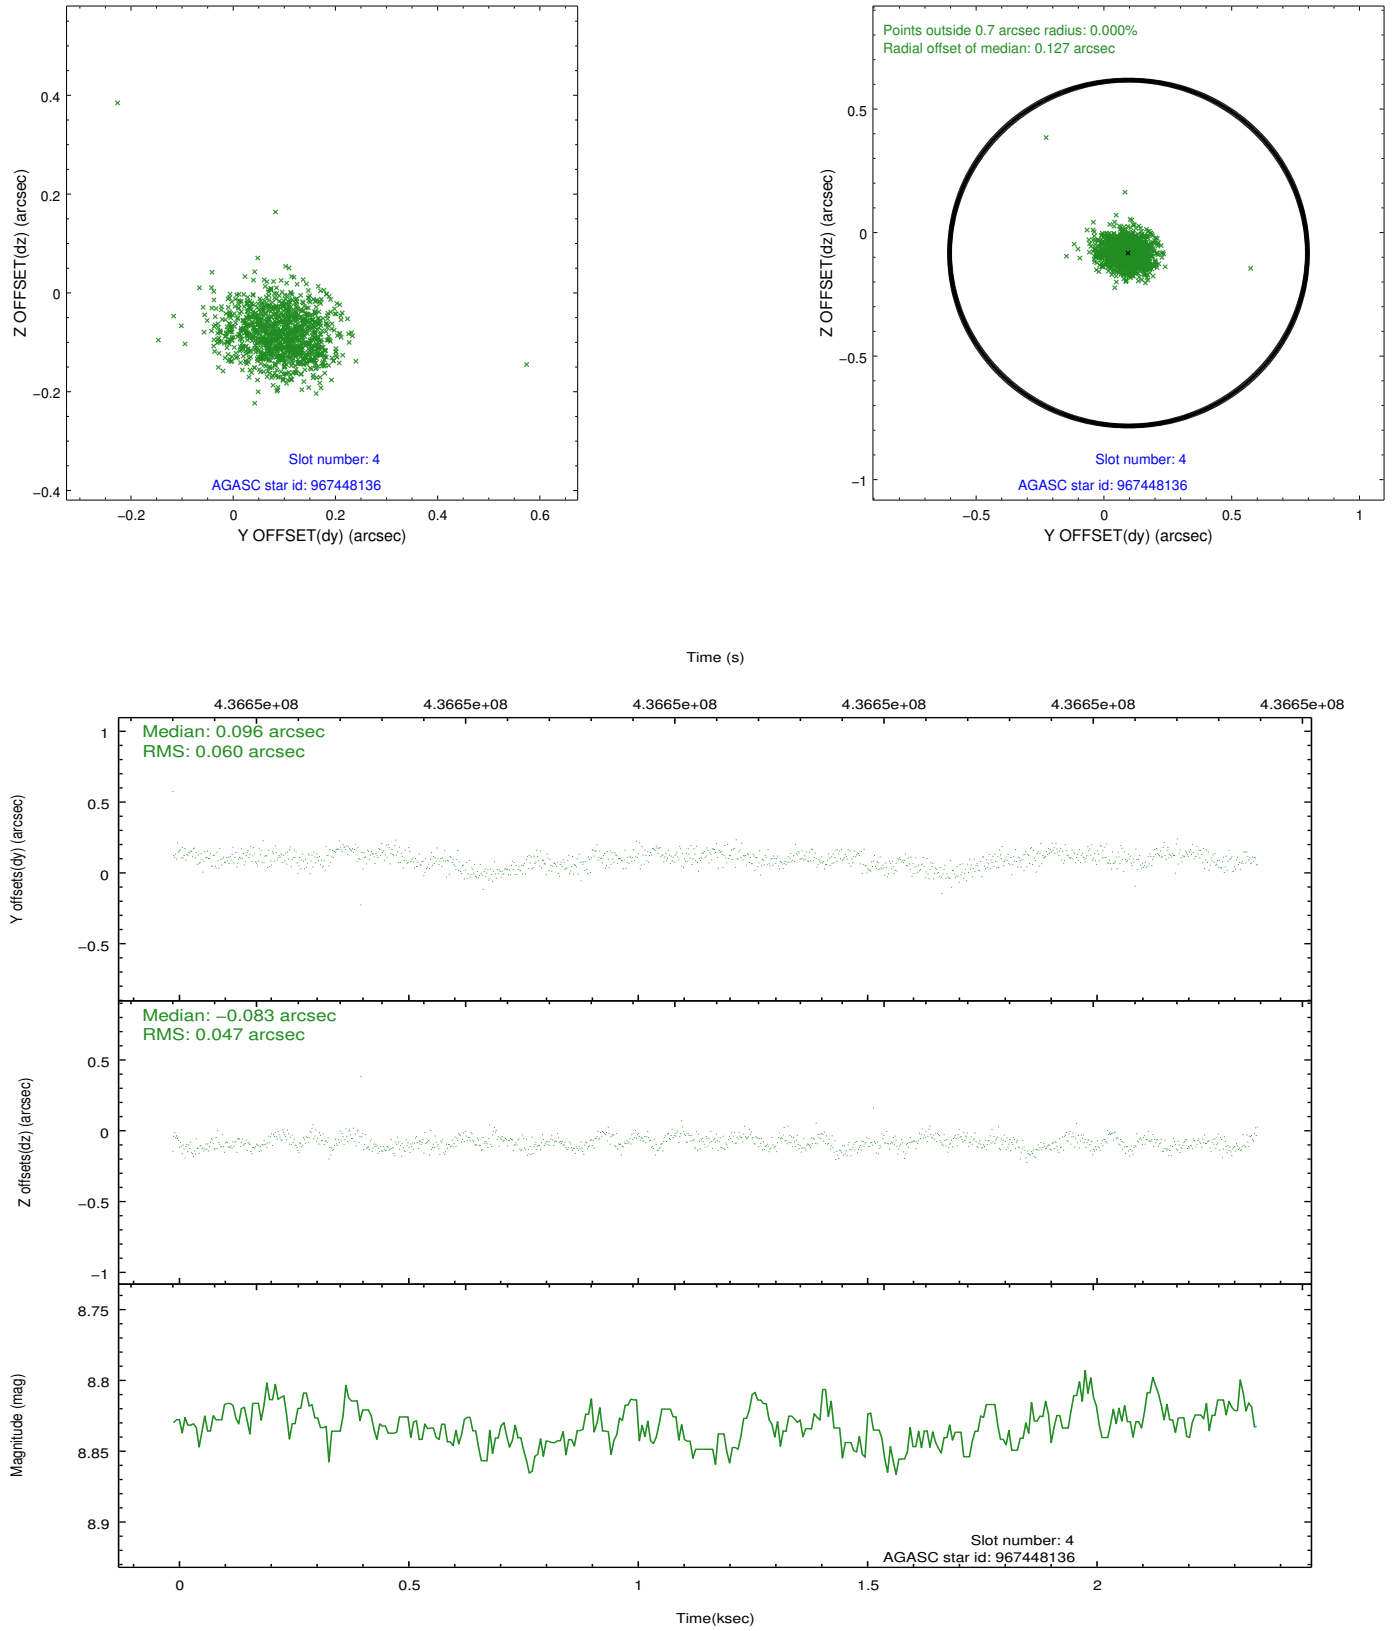 0.4
0.2
0
−0.2
−0.4
Z OFFSET(dz) (arcsec)
Slot number: 4
AGASC star id: 967448136
−0.2
0
0.2
0.4
0.6
Y OFFSET(dy) (arcsec)
Points outside 0.7 arcsec radius: 0.000%
Radial offset of median: 0.127 arcsec
0.5
0
−0.5
−1
Z OFFSET(dz) (arcsec)
Slot number: 4
AGASC star id: 967448136
−0.5
0
0.5
1
Y OFFSET(dy) (arcsec)
Time (s)
4.3665e+08
4.3665e+08
4.3665e+08
4.3665e+08
4.3665e+08
4.3665e+08
Median: 0.096 arcsec
RMS: 0.060 arcsec
1
0.5
0
−0.5
Y offsets(dy) (arcsec)
Median: −0.083 arcsec
RMS: 0.047 arcsec
0.5
0
−0.5
−1
Z offsets(dz) (arcsec)
8.75
8.8
8.85
8.9
Magnitude (mag)
Slot number: 4
AGASC star id: 967448136
0
0.5
1
1.5
2
Time(ksec)